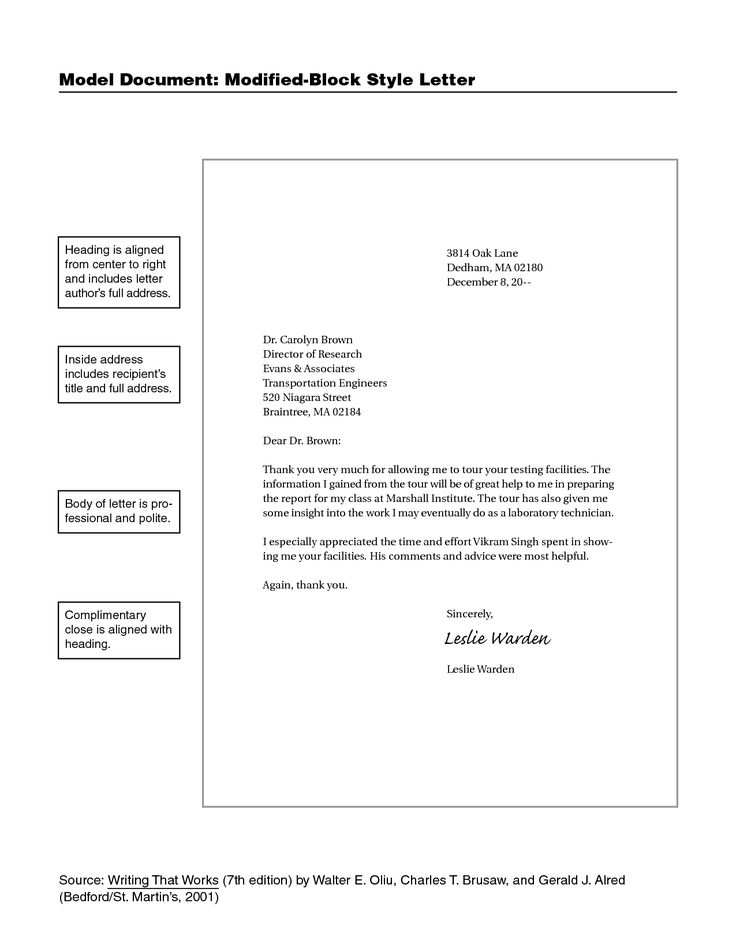 Model Document: Modified-Block Style Letter
Heading is aligned
from center to right
and includes letter
author's full address.
3814 Oak Lane
Dedham, MA 02180
December 8, 20--
Inside address
includes recipient's
title and full address.
Dr. Carolyn Brown
Director of Research
Evans & Associates
Transportation Engineers
520 Niagara Street
Braintree, MA 02184
Dear Dr. Brown:
Body of letter is pro-
fessional and polite.
Thank you very much for allowing me to tour your testing facilities. The
information I gained from the tour will be of great help to me in preparing
the report for my class at Marshall Institute. The tour has also given me
some insight into the work I may eventually do as a laboratory technician.
I especially appreciated the time and effort Vikram Singh spent in show-
ing me your facilities. His comments and advice were most helpful.
Again, thank you.
Complimentary
close is aligned with
heading.
Sincerely,
Leslie Warden
Leslie Warden
Source: Writing That Works (7th edition) by Walter E. Oliu, Charles T. Brusaw, and Gerald J. Alred
(Bedford/St. Martin's, 2001)